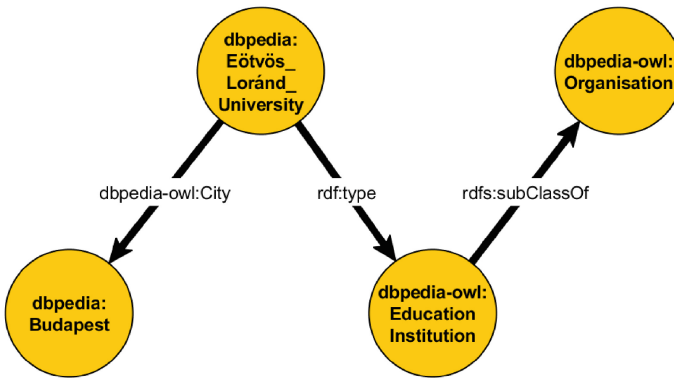 dbpedia:
Eötvös_
Loránd_
University
dbpedia-owl:
Organisation
dbpedia-owl:City
rdf:type
rdfs:subClassOf
dbpedia:
Budapest
dbpedia-owl:
Education
Institution